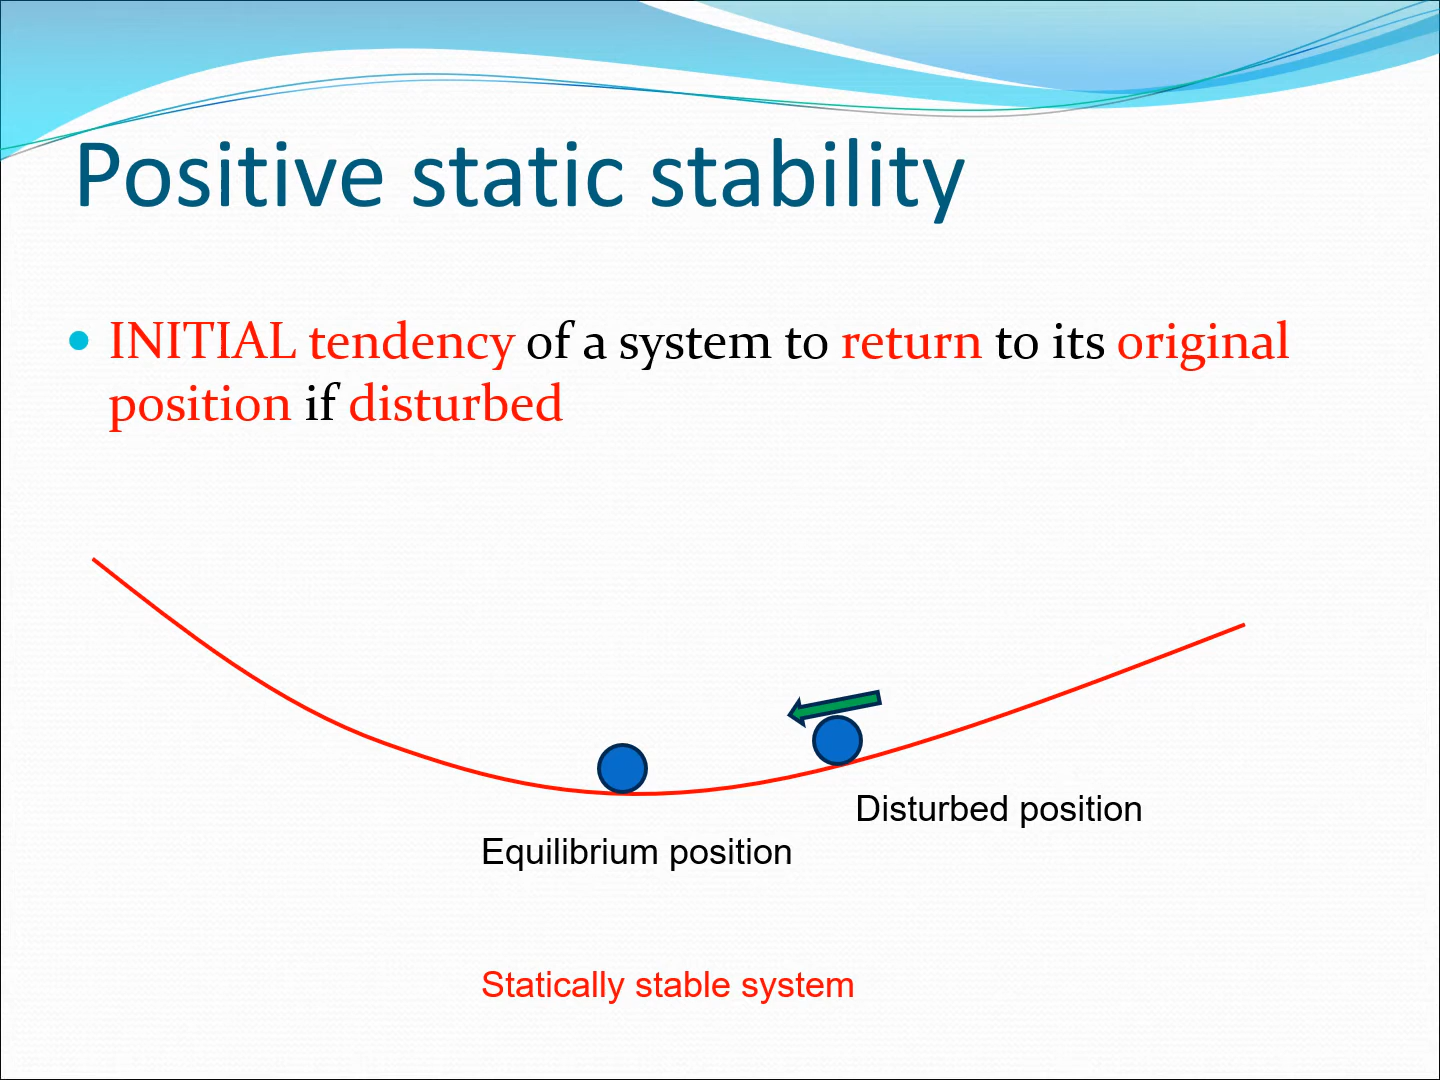 Positive static stability
INITIAL tendency of a system to return to its original
position if disturbed
Disturbed position
Equilibrium position
Statically stable system